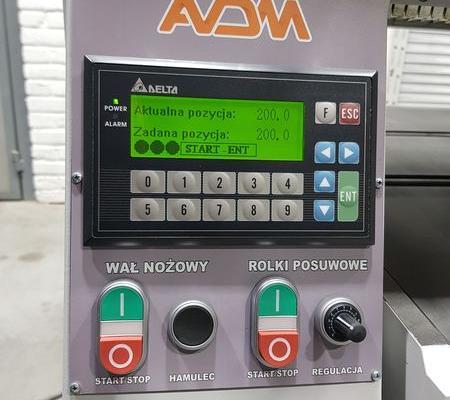 ADM
DELTA
POWER
ALARM
Aktualna pozycja: 200.0
Zadana pozycja: 200.0
START-ENT
F ESC
0 1 2 3 4
5 6 7 8 9
ENT
WAŁ NOŻOWY
ROLKI POSUWOWE
START/STOP
HAMULEC
START/STOP
REGULACJA